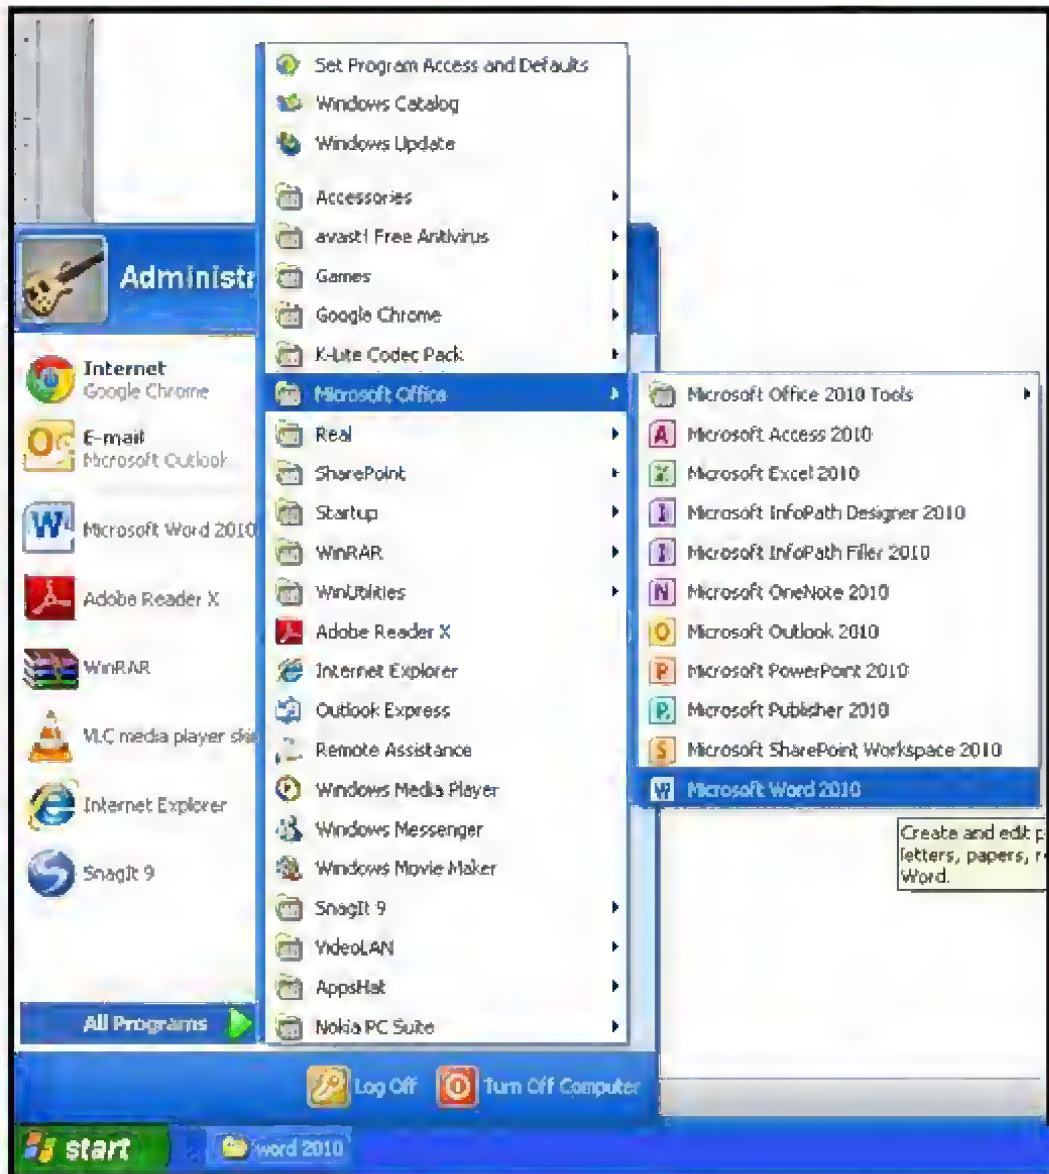 Set Program Access and Defaults
Windows Catalog
Windows Update
Accessories
avast! Free Antivirus
Games
Google Chrome
K-Lite Codec Pack
Microsoft Office
Real
SharePoint
Startup
WinRAR
WinUtilities
Adobe Reader X
Internet Explorer
Outlook Express
Remote Assistance
Windows Media Player
Windows Messenger
Windows Movie Maker
SnagIt 9
VideoLAN
AppsHat
Nokia PC Suite
Administr
Internet
Google Chrome
E-mail
Microsoft Outlook
Microsoft Word 2010
Adobe Reader X
WinRAR
VLC media player
Internet Explorer
SnagIt 9
All Programs
Microsoft Office 2010 Tools
Microsoft Access 2010
Microsoft Excel 2010
Microsoft InfoPath Designer 2010
Microsoft InfoPath Filler 2010
Microsoft OneNote 2010
Microsoft Outlook 2010
Microsoft PowerPoint 2010
Microsoft Publisher 2010
Microsoft SharePoint Workspace 2010
Microsoft Word 2010
Create and edit p
letters, papers, r
Word.
Log Off
Turn Off Computer
start
word 2010